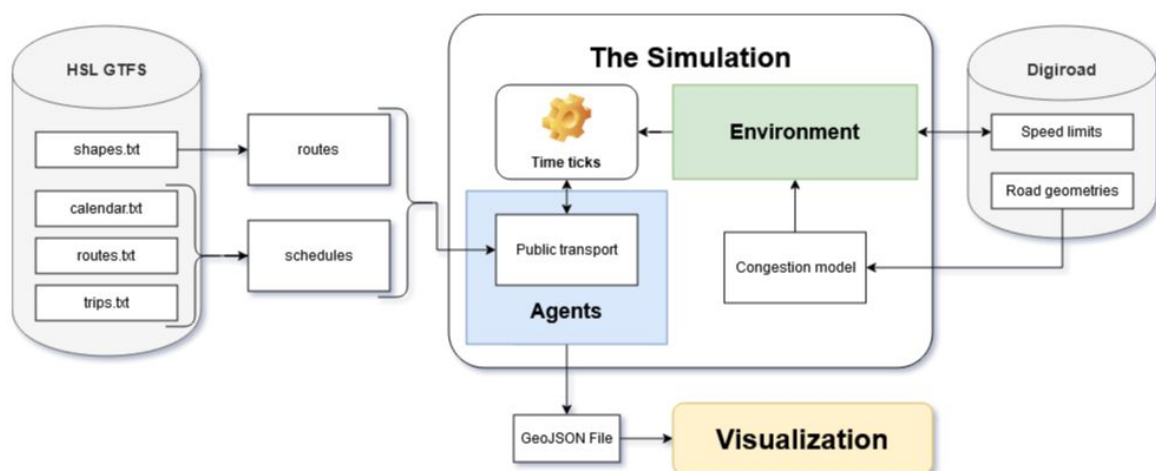 HSL GTFS
shapes.txt
calendar.txt
routes.txt
trips.txt
routes
schedules
The Simulation
Time ticks
Public transport
Agents
Environment
Congestion model
Digiroad
Speed limits
Road geometries
GeoJSON File
Visualization